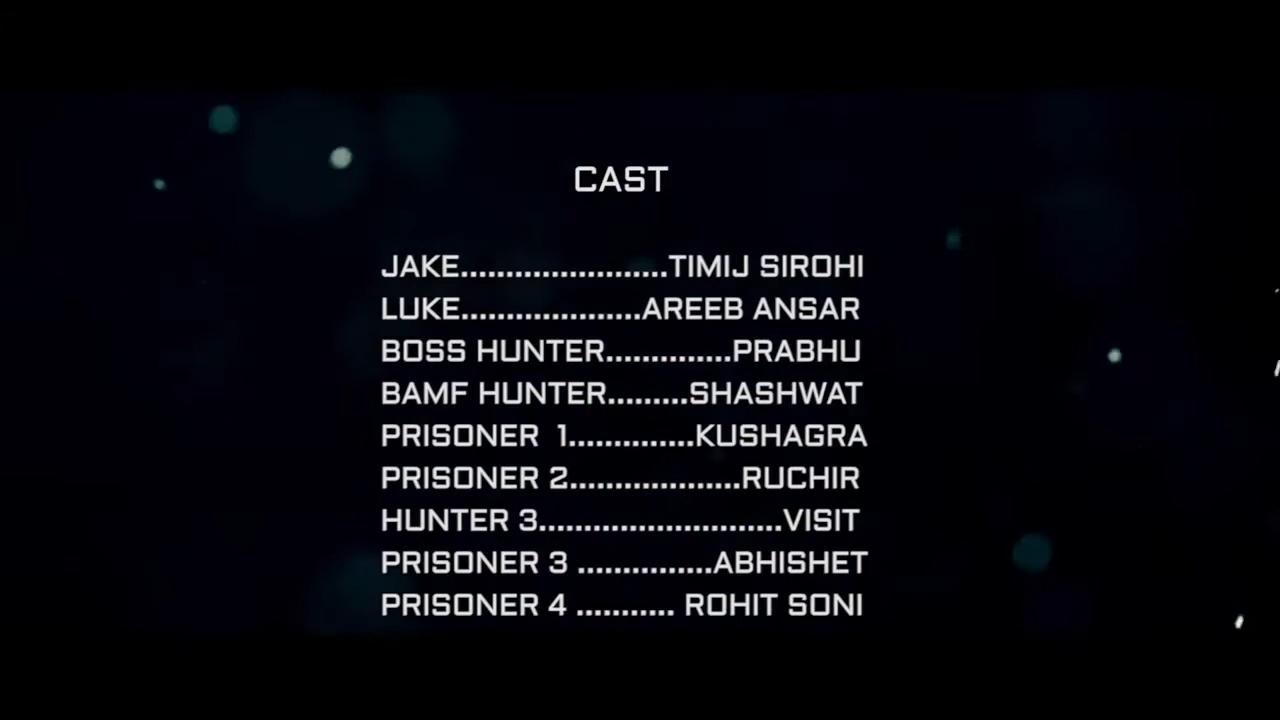 CAST
JAKE.......................TIMIJ SIROHI
LUKE....................AREEB ANSAR
BOSS HUNTER..............PRABHU
BAMF HUNTER.........SHASHWAT
PRISONER  1..............KUSHAGRA
PRISONER 2...................RUCHIR
HUNTER 3...........................VISIT
PRISONER 3 ...............ABHISHET
PRISONER 4 ........... ROHIT SONI